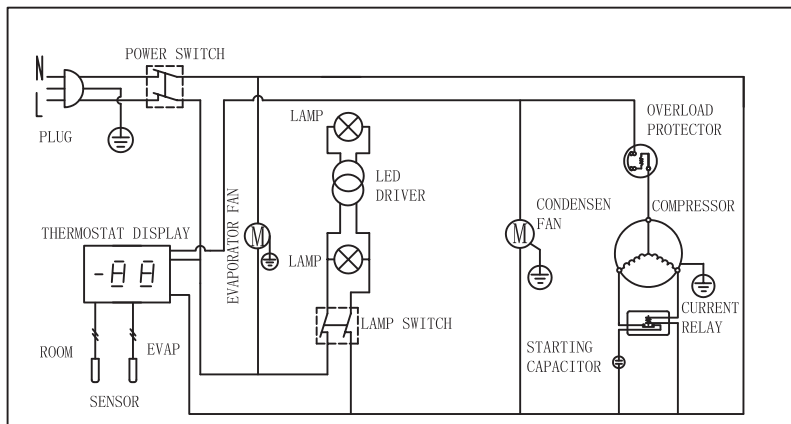 POWER SWITCH
N
L
PLUG
LAMP
LED
DRIVER
OVERLOAD
PROTECTOR
COMPRESSOR
CONDENSEN
FAN
M
EVAPORATOR FAN
M
THERMOSTAT DISPLAY
-88
LAMP
LAMP SWITCH
CURRENT
RELAY
STARTING
CAPACITOR
ROOM
EVAP
SENSOR